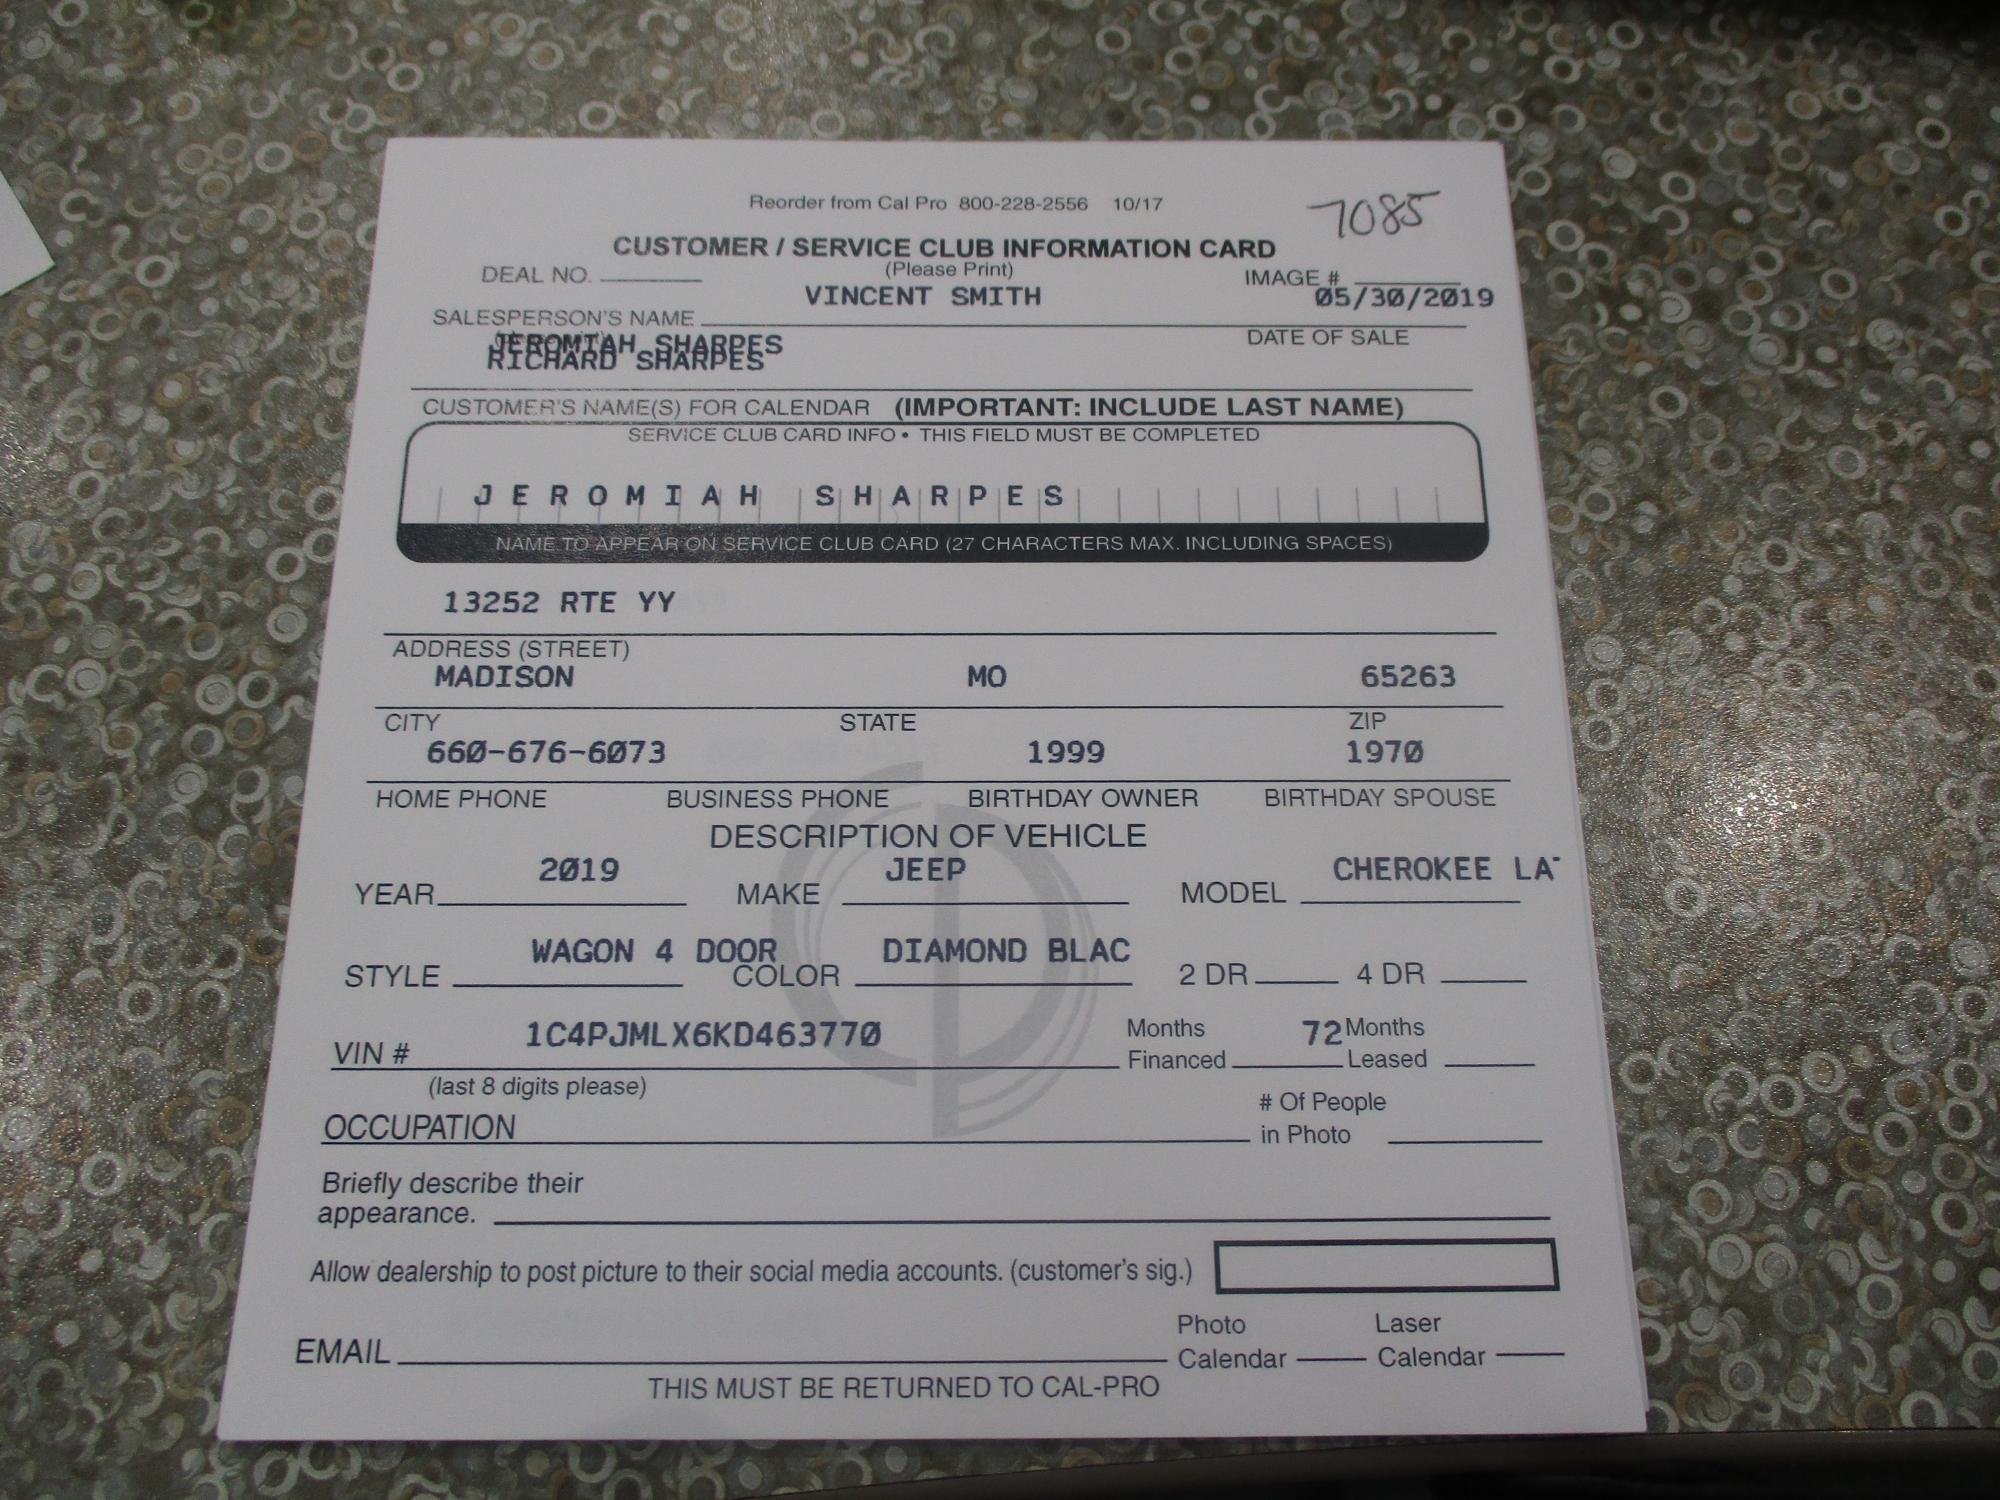 Reorder from Cal Pro 800-228-2556 10/17
7085
CUSTOMER / SERVICE CLUB INFORMATION CARD
DEAL NO. (Please Print) IMAGE #
VINCENT SMITH 05/30/2019
SALESPERSON'S NAME DATE OF SALE
JEROMIAH SHARPES
RICHARD SHARPES
CUSTOMER'S NAME(S) FOR CALENDAR (IMPORTANT: INCLUDE LAST NAME)
SERVICE CLUB CARD INFO • THIS FIELD MUST BE COMPLETED
JEROMIAH SHARPES
NAME TO APPEAR ON SERVICE CLUB CARD (27 CHARACTERS MAX. INCLUDING SPACES)
13252 RTE YY
ADDRESS (STREET)
MADISON MO 65263
CITY STATE ZIP
660-676-6073 1999 1970
HOME PHONE BUSINESS PHONE BIRTHDAY OWNER BIRTHDAY SPOUSE
DESCRIPTION OF VEHICLE
2019 JEEP CHEROKEE
YEAR MAKE MODEL
WAGON 4 DOOR DIAMOND BLAC
STYLE COLOR 2 DR 4 DR
1C4PJMLX6KD463770 Months 72 Months
VIN # Financed Leased
(last 8 digits please)
# Of People
OCCUPATION in Photo
Briefly describe their
appearance.
Allow dealership to post picture to their social media accounts. (customer's sig.)
Photo Laser
EMAIL Calendar Calendar
THIS MUST BE RETURNED TO CAL-PRO